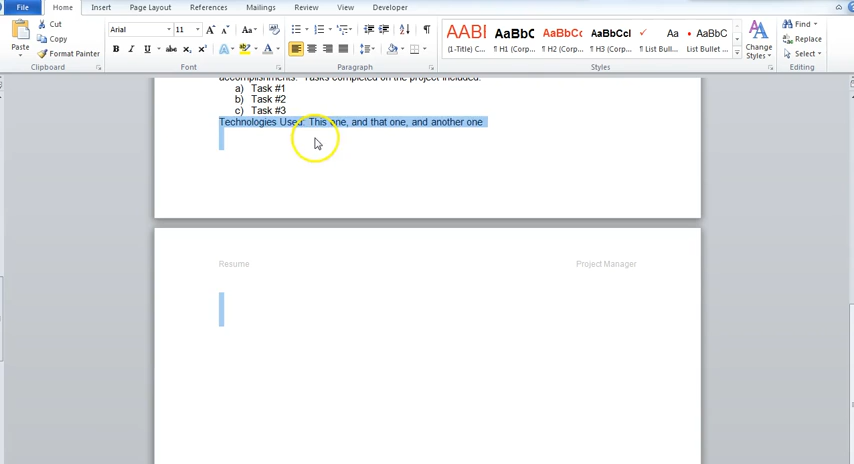 File Home Insert Page Layout References Mailings Review View Developer
Paste
Cut
Copy
Format Painter
Clipboard
Arial 11
Font
Paragraph
AABI AaBbC AaBbCc AaBbCcl Aa AaBbC
(1-Title) C... ¶ H1 (Corp... ¶ H2 (Corp... ¶ H3 (Corp... ¶ List Bull... List Bullet ...
Styles
Change
Styles
Find
Replace
Select
Editing
accomplishments. Tasks completed on the project included:
a) Task #1
b) Task #2
c) Task #3
Technologies Used: This one, and that one, and another one
Resume Project Manager